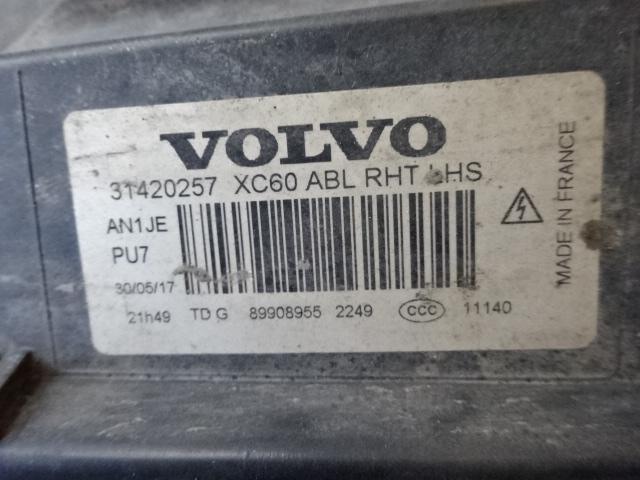 VOLVO
31420257 XC60 ABL RHT LHS
AN1JE
PU7
30/05/17
21h49 TD G 89908955 2249 CCC 11140
MADE IN FRANCE